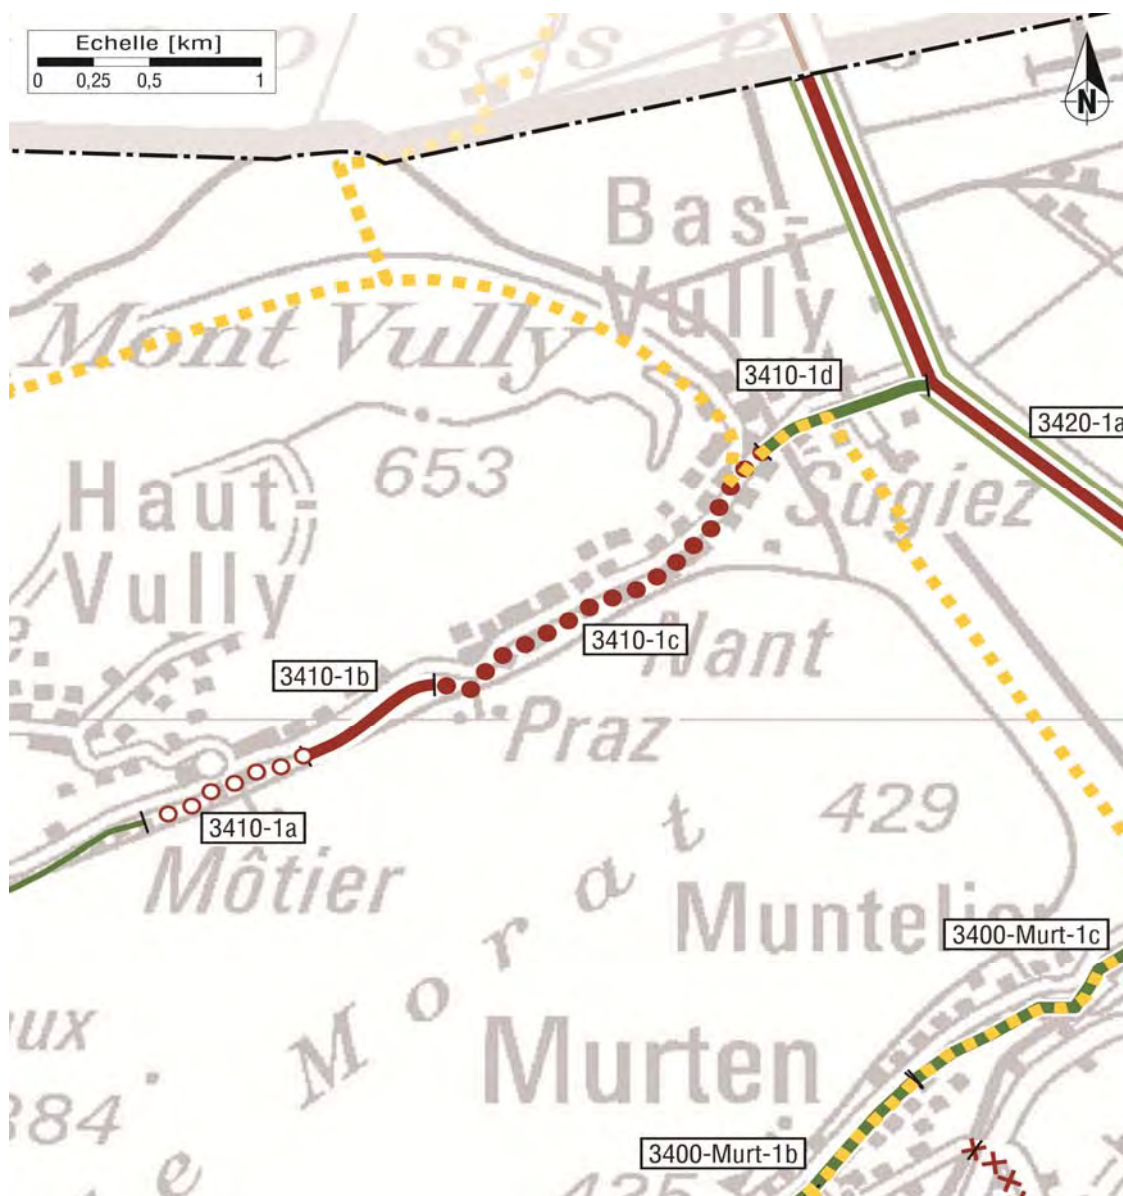 Echelle [km]
0 0,25 0,5 1
N
Bas-
Vully
Mont Vully
3410-1d
3420-1a
653
Haut-
Vully
Sugiez
3410-1c
Nant
3410-1b
Praz
3410-1a
429
Môtier
Muntelier
3400-Murt-1c
Morat
Murten
384
3400-Murt-1b